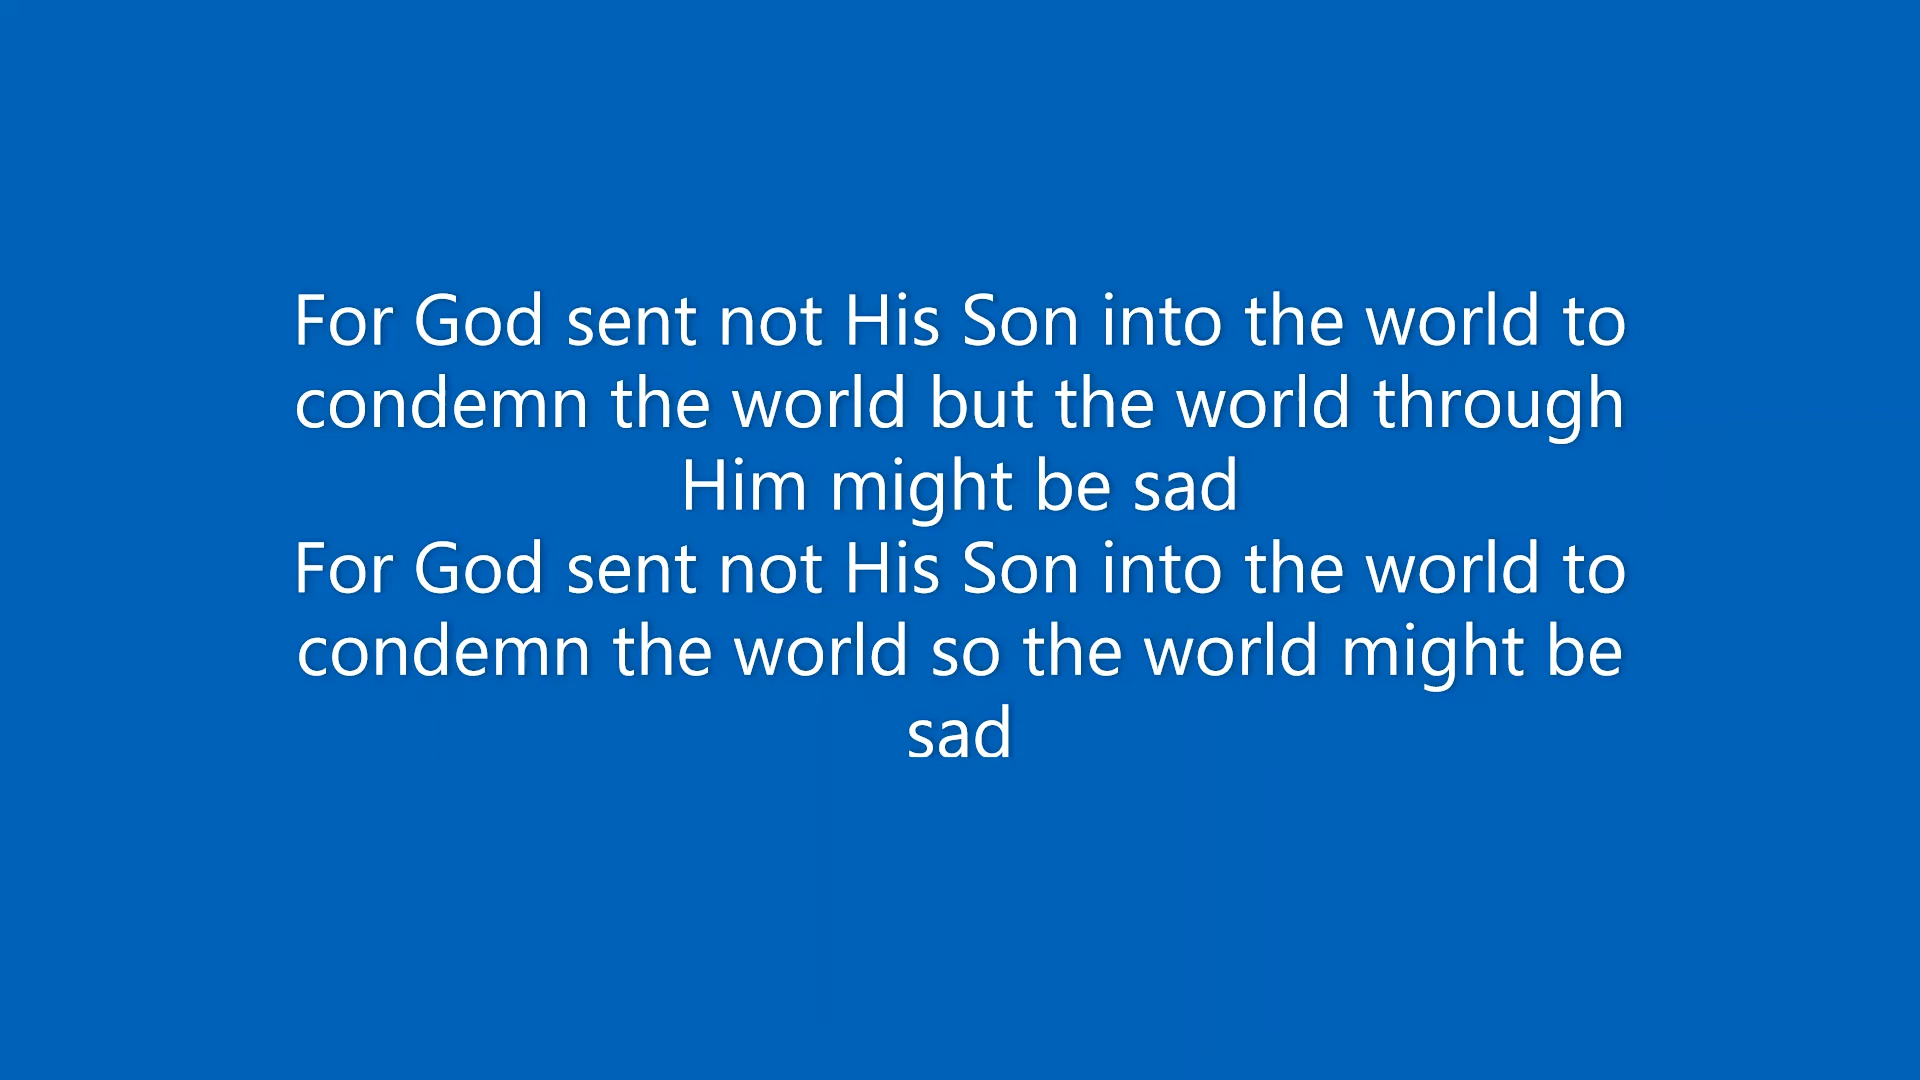 For God sent not His Son into the world to
condemn the world but the world through
Him might be sad
For God sent not His Son into the world to
condemn the world so the world might be
sad